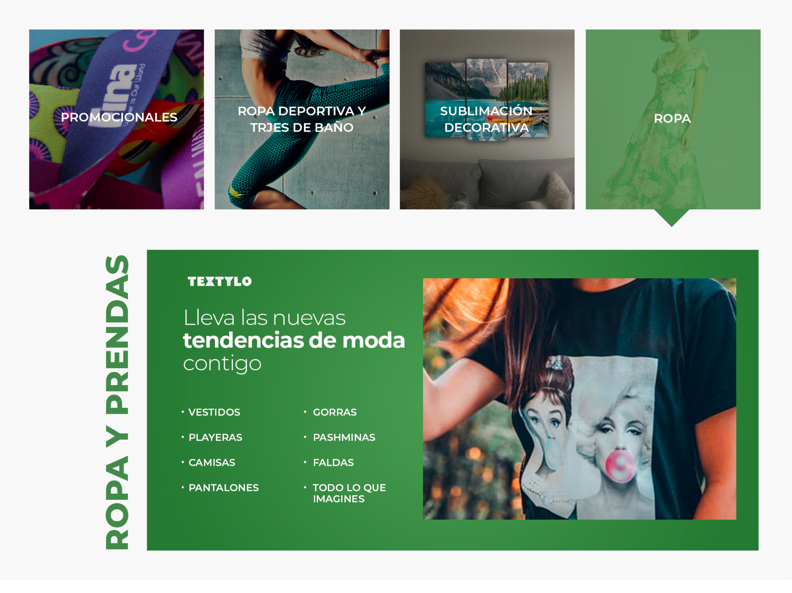 PROMOCIONALES
ROPA DEPORTIVA Y
TRJES DE BAÑO
SUBLIMACIÓN
DECORATIVA
ROPA
ROPA Y PRENDAS
TEXTYLO
Lleva las nuevas
tendencias de moda
contigo
· VESTIDOS
· PLAYERAS
· CAMISAS
· PANTALONES
· GORRAS
· PASHMINAS
· FALDAS
· TODO LO QUE
IMAGINES